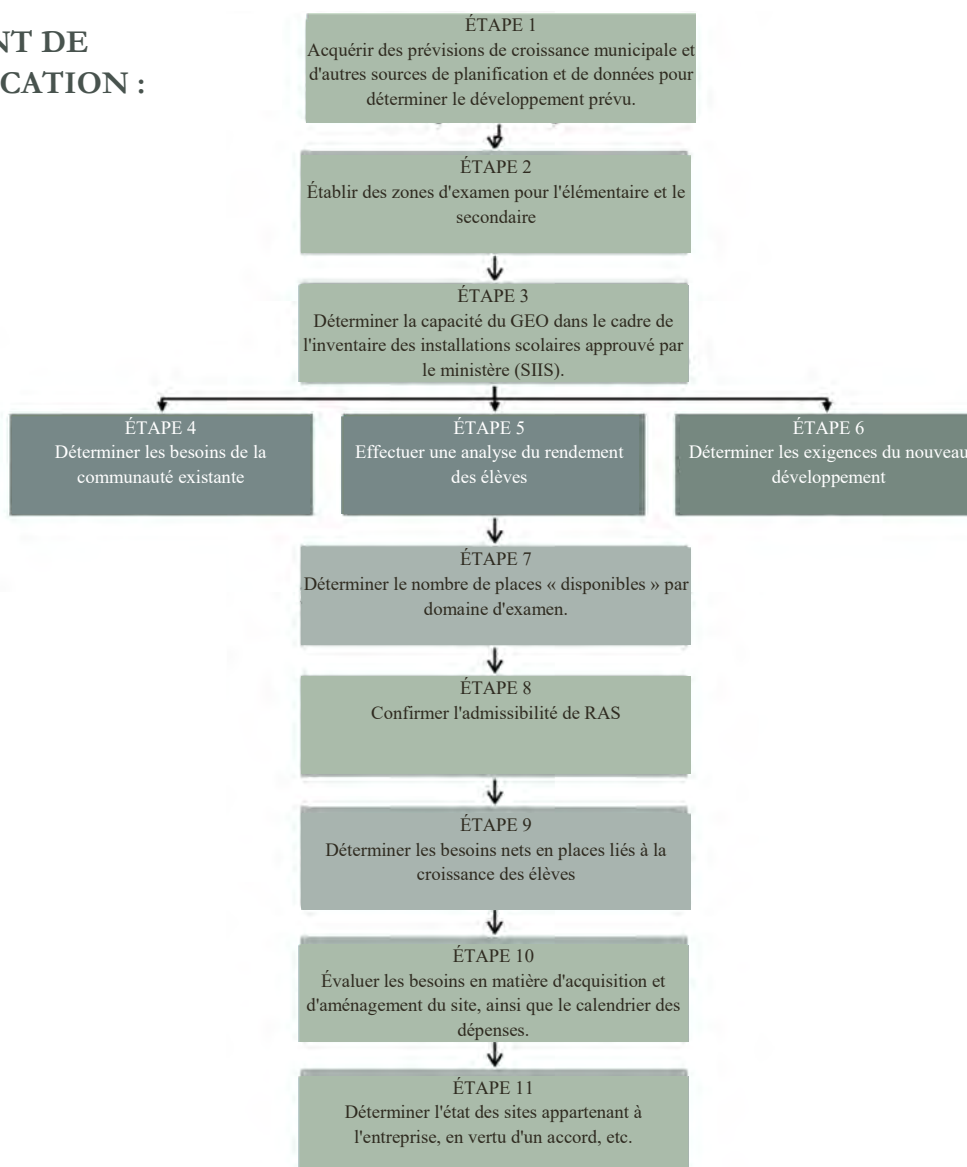 NT DE
CATION :
ÉTAPE 1
Acquérir des prévisions de croissance municipale et
d'autres sources de planification et de données pour
déterminer le développement prévu.
ÉTAPE 2
Établir des zones d'examen pour l'élémentaire et le
secondaire
ÉTAPE 3
Déterminer la capacité du GEO dans le cadre de
l'inventaire des installations scolaires approuvé par
le ministère (SIIS).
ÉTAPE 4
Déterminer les besoins de la
communauté existante
ÉTAPE 5
Effectuer une analyse du rendement
des élèves
ÉTAPE 6
Déterminer les exigences du nouveau
développement
ÉTAPE 7
Déterminer le nombre de places « disponibles » par
domaine d'examen.
ÉTAPE 8
Confirmer l'admissibilité de RAS
ÉTAPE 9
Déterminer les besoins nets en places liés à la
croissance des élèves
ÉTAPE 10
Évaluer les besoins en matière d'acquisition et
d'aménagement du site, ainsi que le calendrier des
dépenses.
ÉTAPE 11
Déterminer l'état des sites appartenant à
l'entreprise, en vertu d'un accord, etc.